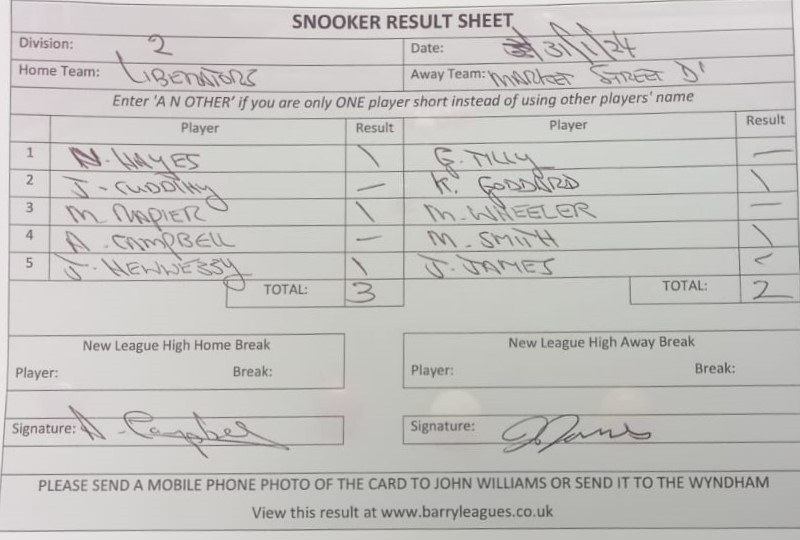 SNOOKER RESULT SHEET
Division: 2 Date: 31/1/24
Home Team: LIBERATORS Away Team: MARKET STREET D'
Enter 'A N OTHER' if you are only ONE player short instead of using other players' name
Player Result Player Result
1 N. HAYES 1 G. TILLY —
2 J. CUDDIHY — K. GODDARD 1
3 M. NAPIER 1 M. WHEELER —
4 A. CAMPBELL — M. SMITH 1
5 J. HENNESSY 1 J. JAMES
TOTAL: 3 TOTAL: 2
New League High Home Break New League High Away Break
Player: Break: Player: Break:
Signature: A Campbell Signature:
PLEASE SEND A MOBILE PHONE PHOTO OF THE CARD TO JOHN WILLIAMS OR SEND IT TO THE WYNDHAM
View this result at www.barryleagues.co.uk